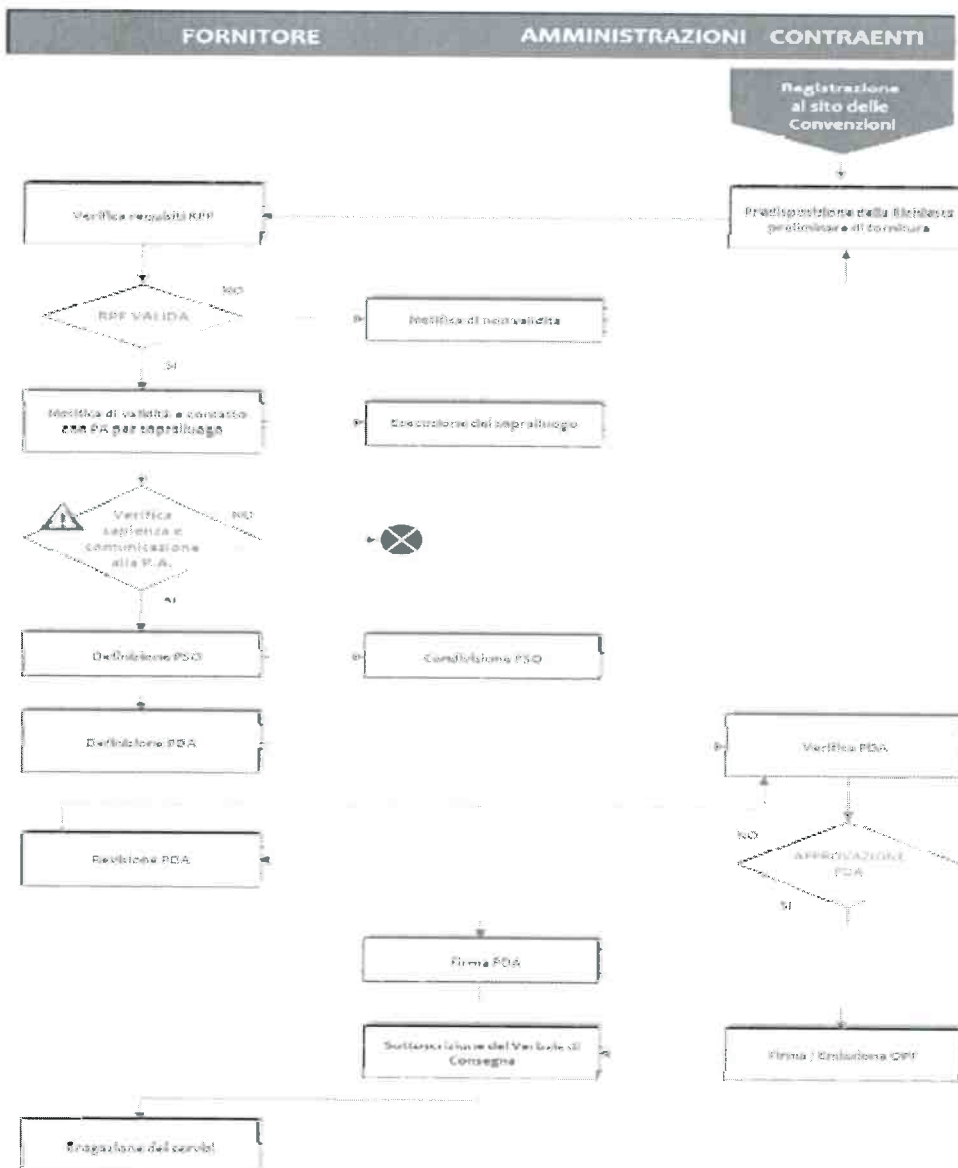 FORNITORE AMMINISTRAZIONI CONTRAENTI
Registrazione
al sito delle
Convenzioni
Verifica requisiti RPF
Predisposizione della Richiesta
preliminare di fornitura
NO
RPF VALIDA
Notifica di non validità
SI
Notifica di validità e contatto
con PA per sopralluogo
Esecuzione del sopralluogo
Verifica
NO
sapienza e
comunicazione
alla P.A.
SI
Definizione PSO
Condivisione PSO
Definizione PDA
Verifica PDA
NO
Revisione PDA
APPROVAZIONE
PDA
SI
Firma PDA
Sottoscrizione del Verbale di
Consegna
Firma / Emissione OPF
Erogazione dei servizi